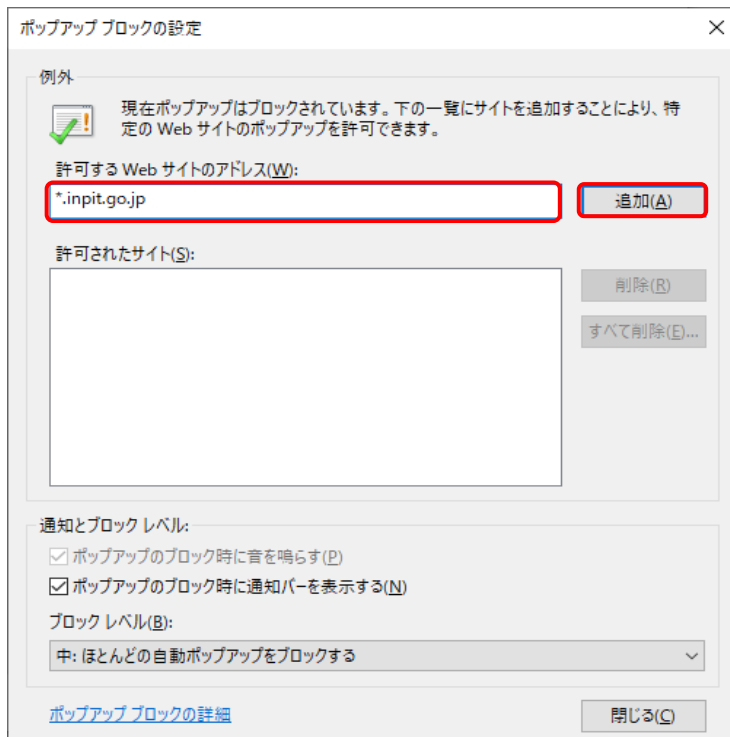 ポップアップ ブロックの設定
例外
現在ポップアップはブロックされています。下の一覧にサイトを追加することにより、特
定の Web サイトのポップアップを許可できます。
許可する Web サイトのアドレス(W):
*.inpit.go.jp
追加(A)
許可されたサイト(S):
削除(R)
すべて削除(E)...
通知とブロック レベル:
ポップアップのブロック時に音を鳴らす(P)
ポップアップのブロック時に通知バーを表示する(N)
ブロック レベル(B):
中: ほとんどの自動ポップアップをブロックする
ポップアップ ブロックの詳細
閉じる(C)